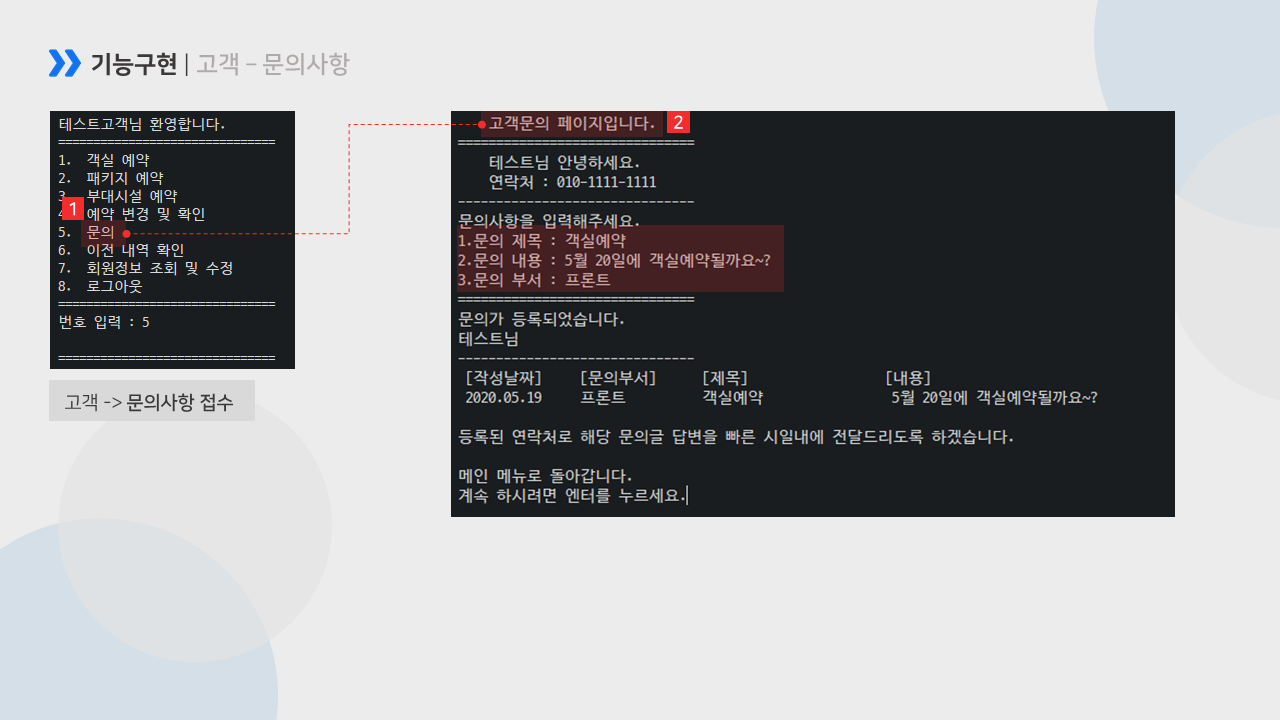 기능구현 | 고객 – 문의사항
테스트고객님 환영합니다.
===============================
1. 객실 예약
2. 패키지 예약
3. 부대시설 예약
1
4. 예약 변경 및 확인
5. 문의
6. 이전 내역 확인
7. 회원정보 조회 및 수정
8. 로그아웃
===============================
번호 입력 : 5
===============================
고객 -> 문의사항 접수
고객문의 페이지입니다. 2
===============================
테스트님 안녕하세요.
연락처 : 010-1111-1111
-------------------------------
문의사항을 입력해주세요.
1.문의 제목 : 객실예약
2.문의 내용 : 5월 20일에 객실예약될까요~?
3.문의 부서 : 프론트
===============================
문의가 등록되었습니다.
테스트님
-------------------------------
[작성날짜] [문의부서] [제목] [내용]
2020.05.19 프론트 객실예약 5월 20일에 객실예약될까요~?
등록된 연락처로 해당 문의글 답변을 빠른 시일내에 전달드리도록 하겠습니다.
메인 메뉴로 돌아갑니다.
계속 하시려면 엔터를 누르세요.